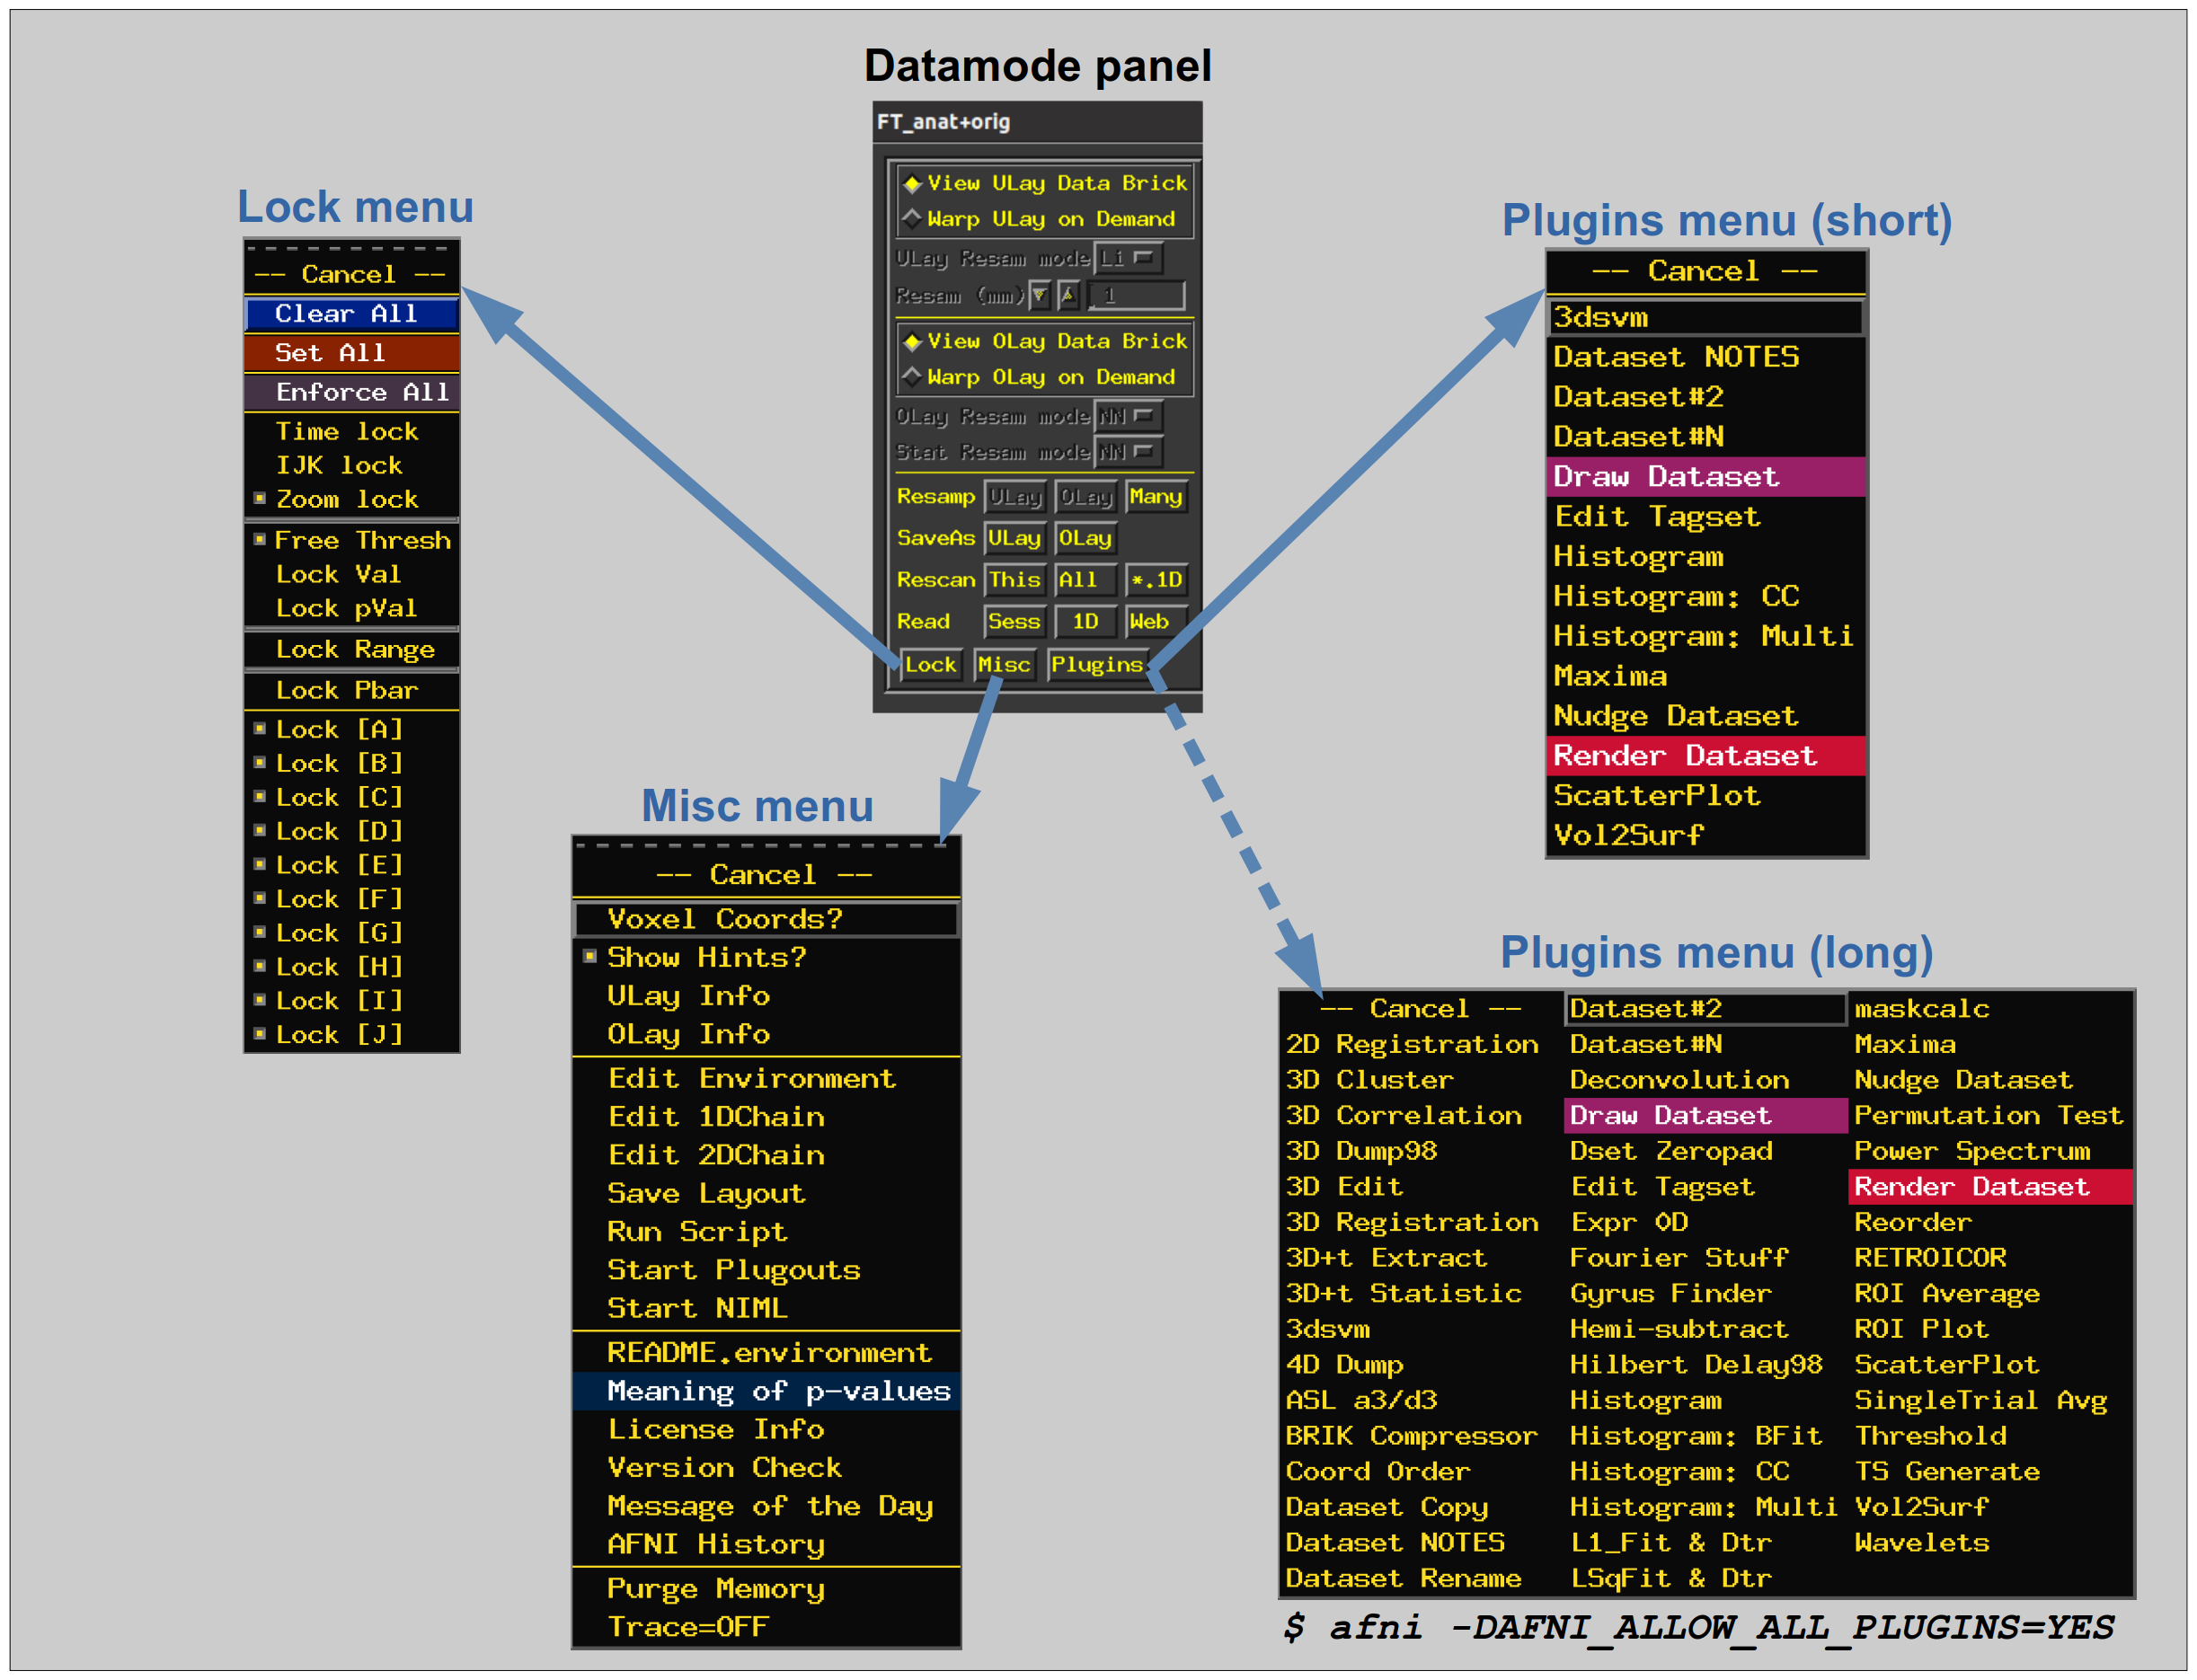 Datamode panel
FT_anat+orig
View ULay Data Brick
Warp ULay on Demand
ULay Resam mode Li
Resam (mm) 1
View OLay Data Brick
Warp OLay on Demand
OLay Resam mode NN
Stat Resam mode NN
Resamp ULay OLay Many
SaveAs ULay OLay
Rescan This All *.1D
Read Sess 1D Web
Lock Misc Plugins
Lock menu
-- Cancel --
Clear All
Set All
Enforce All
Time lock
IJK lock
Zoom lock
Free Thresh
Lock Val
Lock pVal
Lock Range
Lock Pbar
Lock [A]
Lock [B]
Lock [C]
Lock [D]
Lock [E]
Lock [F]
Lock [G]
Lock [H]
Lock [I]
Lock [J]
Misc menu
-- Cancel --
Voxel Coords?
Show Hints?
ULay Info
OLay Info
Edit Environment
Edit 1DChain
Edit 2DChain
Save Layout
Run Script
Start Plugouts
Start NIML
README.environment
Meaning of p-values
License Info
Version Check
Message of the Day
AFNI History
Purge Memory
Trace=OFF
Plugins menu (short)
-- Cancel --
3dsvm
Dataset NOTES
Dataset#2
Dataset#N
Draw Dataset
Edit Tagset
Histogram
Histogram: CC
Histogram: Multi
Maxima
Nudge Dataset
Render Dataset
ScatterPlot
Vol2Surf
Plugins menu (long)
-- Cancel --
2D Registration
3D Cluster
3D Correlation
3D Dump98
3D Edit
3D Registration
3D+t Extract
3D+t Statistic
3dsvm
4D Dump
ASL a3/d3
BRIK Compressor
Coord Order
Dataset Copy
Dataset NOTES
Dataset Rename
Dataset#2
Dataset#N
Deconvolution
Draw Dataset
Dset Zeropad
Edit Tagset
Expr 0D
Fourier Stuff
Gyrus Finder
Hemi-subtract
Hilbert Delay98
Histogram
Histogram: BFit
Histogram: CC
Histogram: Multi
L1_Fit & Dtr
LSqFit & Dtr
maskcalc
Maxima
Nudge Dataset
Permutation Test
Power Spectrum
Render Dataset
Reorder
RETROICOR
ROI Average
ROI Plot
ScatterPlot
SingleTrial Avg
Threshold
TS Generate
Vol2Surf
Wavelets
$ afni -DAFNI_ALLOW_ALL_PLUGINS=YES